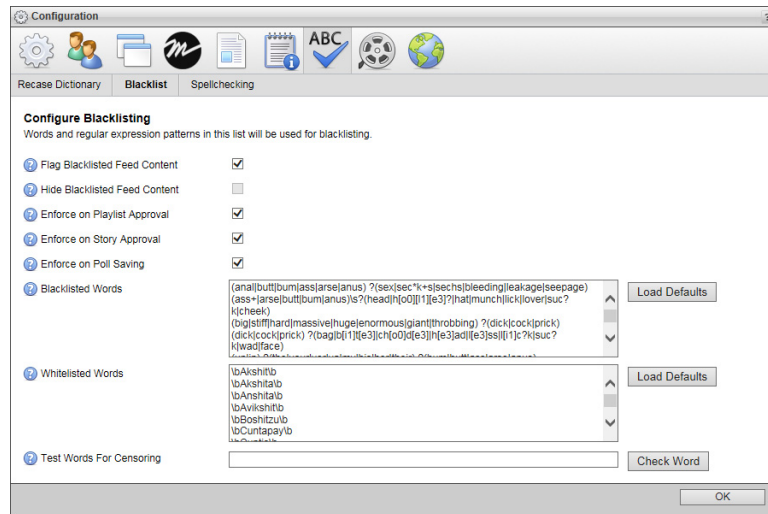 Configuration
ABC
Recase Dictionary Blacklist Spellchecking
Configure Blacklisting
Words and regular expression patterns in this list will be used for blacklisting.
Flag Blacklisted Feed Content
Hide Blacklisted Feed Content
Enforce on Playlist Approval
Enforce on Story Approval
Enforce on Poll Saving
Blacklisted Words
(anal|butt|bum|ass|arse|anus) ?(sex|sec*k+s|sechs|bleeding|leakage|seepage)
(ass+|arse|butt|bum|anus)\s?(head|h[o0][l1][e3]?|hat|munch|lick|lover|suc?
k|cheek)
(big|stiff|hard|massive|huge|enormous|giant|throbbing) ?(dick|cock|prick)
(dick|cock|prick) ?(bag|b[i1]t[e3]|ch[o0]d[e3]|h[e3]ad|l[e3]ss|l[i1]c?k|suc?
k|wad|face)
Load Defaults
Whitelisted Words
\bAkshit\b
\bAkshita\b
\bAnshita\b
\bAvikshit\b
\bBoshitzu\b
\bCuntapay\b
Load Defaults
Test Words For Censoring
Check Word
OK